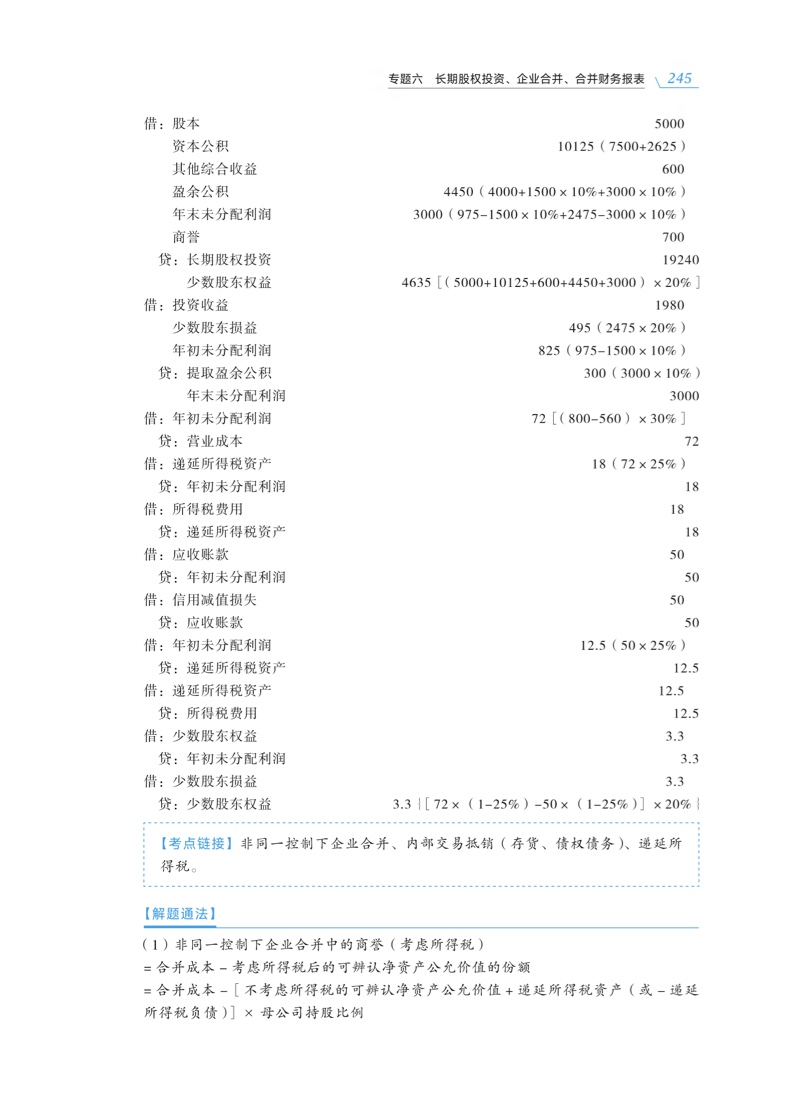 专题六 长期股权投资、企业合并、合并财务报表 245
借：股本 5000
资本公积 10125（7500+2625）
其他综合收益 600
盈余公积 4450（4000+1500×10%+3000×10%）
年末未分配利润 3000（975-1500×10%+2475-3000×10%）
商誉 700
贷：长期股权投资 19240
少数股东权益 4635［（5000+10125+600+4450+3000）×20%］
借：投资收益 1980
少数股东损益 495（2475×20%）
年初未分配利润 825（975-1500×10%）
贷：提取盈余公积 300（3000×10%）
年末未分配利润 3000
借：年初未分配利润 72［（800-560）×30%］
贷：营业成本 72
借：递延所得税资产 18（72×25%）
贷：年初未分配利润 18
借：所得税费用 18
贷：递延所得税资产 18
借：应收账款 50
贷：年初未分配利润 50
借：信用减值损失 50
贷：应收账款 50
借：年初未分配利润 12.5（50×25%）
贷：递延所得税资产 12.5
借：递延所得税资产 12.5
贷：所得税费用 12.5
借：少数股东权益 3.3
贷：年初未分配利润 3.3
借：少数股东损益 3.3
贷：少数股东权益 3.3｛［72×（1-25%）-50×（1-25%）］×20%｝
【考点链接】非同一控制下企业合并、内部交易抵销（存货、债权债务）、递延所
得税。
【解题通法】
（1）非同一控制下企业合并中的商誉（考虑所得税）
=合并成本-考虑所得税后的可辨认净资产公允价值的份额
=合并成本-［不考虑所得税的可辨认净资产公允价值+递延所得税资产（或-递延
所得税负债）］×母公司持股比例